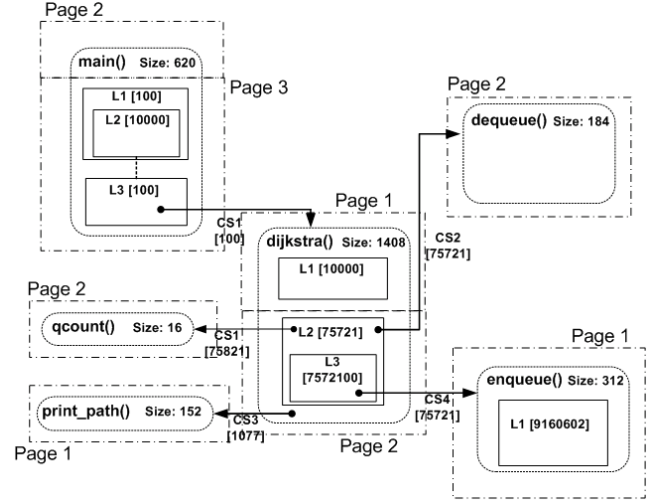 Page 2
main() Size: 620
Page 3
L1 [100]
L2 [10000]
L3 [100]
CS1
[100]
Page 2
dequeue() Size: 184
Page 1
dijkstra() Size: 1408
L1 [10000]
CS2
[75721]
Page 2
qcount() Size: 16
CS1
[75821]
L2 [75721]
L3
[7572100]
Page 1
enqueue() Size: 312
L1 [9160602]
CS4
[75721]
print_path() Size: 152
CS3
[1077]
Page 1
Page 2